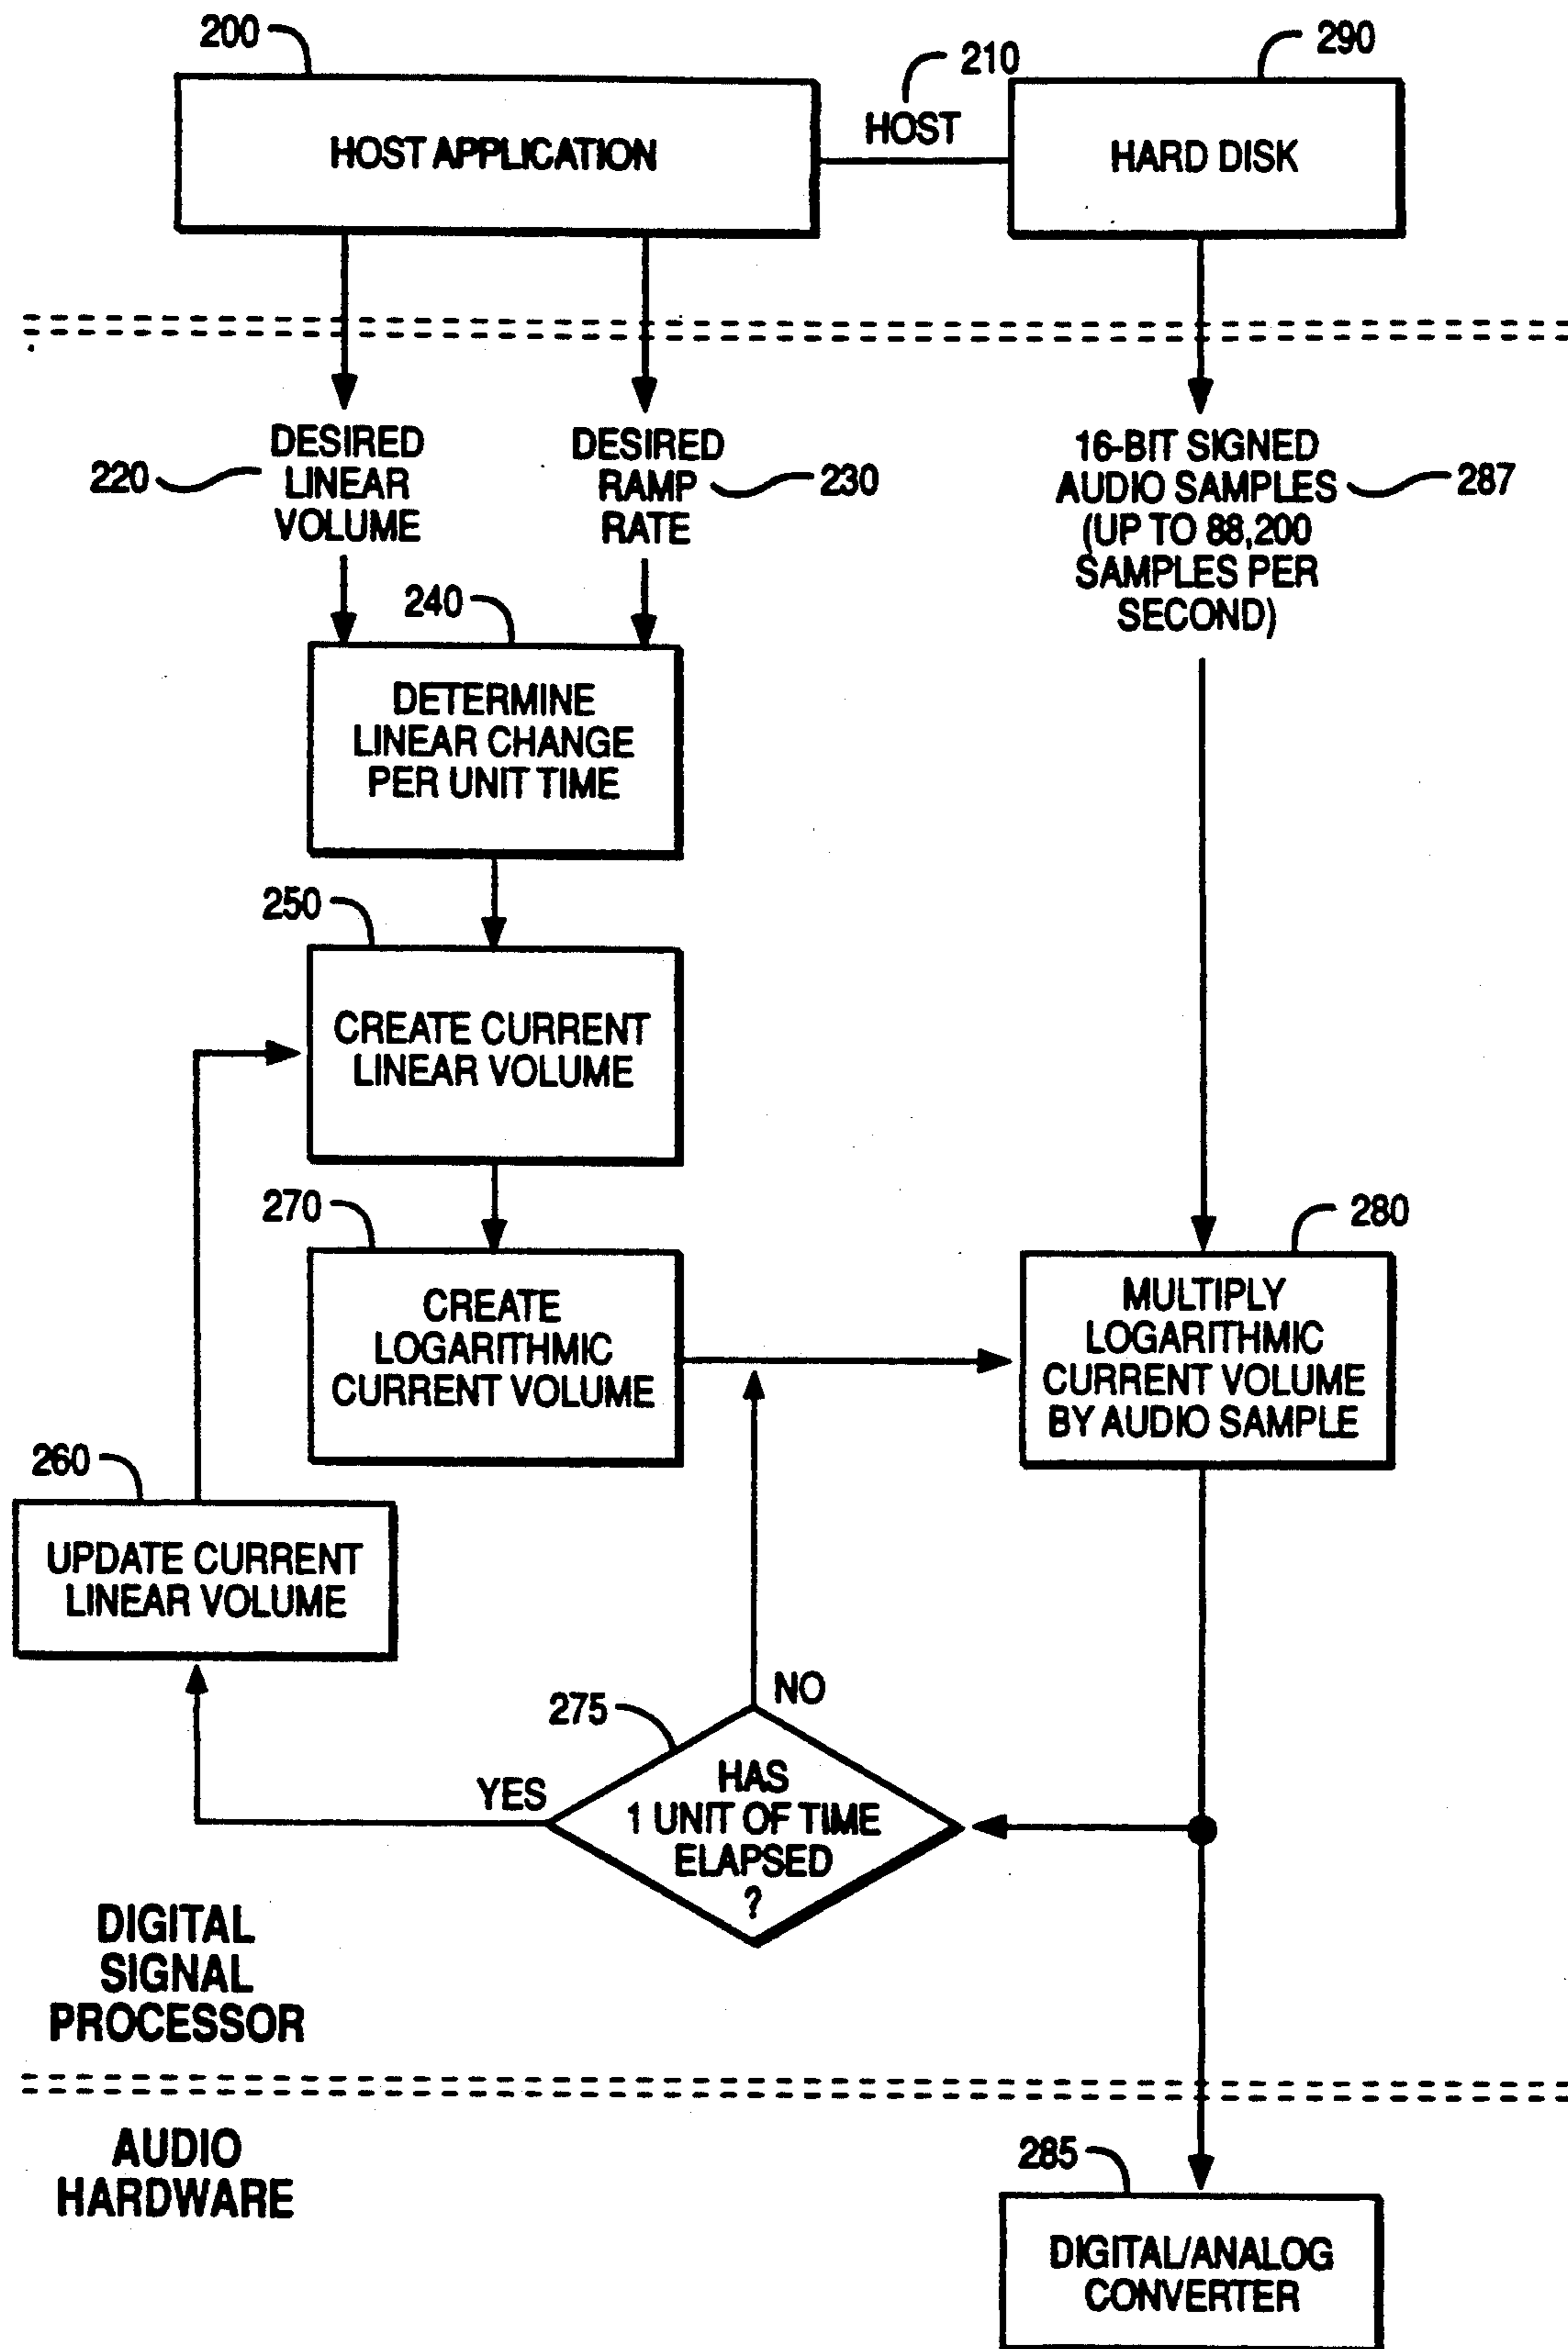 200
210
290
HOST APPLICATION
HOST
HARD DISK
DESIRED
LINEAR
VOLUME
220
DESIRED
RAMP
RATE
230
16-BIT SIGNED
AUDIO SAMPLES
(UP TO 88,200
SAMPLES PER
SECOND)
287
240
DETERMINE
LINEAR CHANGE
PER UNIT TIME
250
CREATE CURRENT
LINEAR VOLUME
270
CREATE
LOGARITHMIC
CURRENT VOLUME
280
MULTIPLY
LOGARITHMIC
CURRENT VOLUME
BY AUDIO SAMPLE
260
UPDATE CURRENT
LINEAR VOLUME
NO
275
YES
HAS
1 UNIT OF TIME
ELAPSED
?
DIGITAL
SIGNAL
PROCESSOR
AUDIO
HARDWARE
285
DIGITAL/ANALOG
CONVERTER